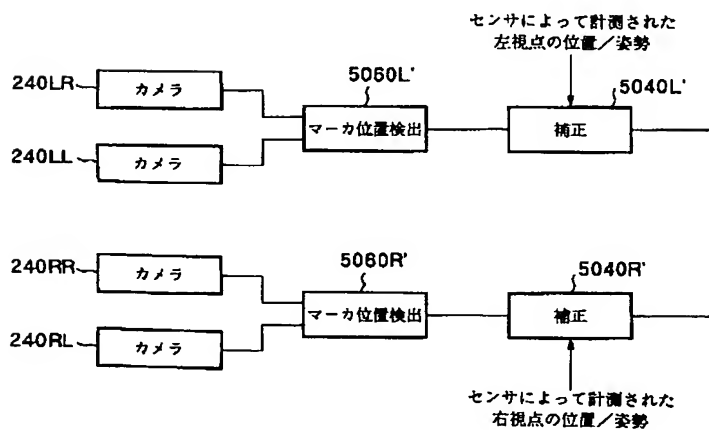 センサによって計測された
左視点の位置／姿勢
5060L'
5040L'
240LR
カメラ
マーカ位置検出
補正
240LL
カメラ
5060R'
5040R'
240RR
カメラ
マーカ位置検出
補正
240RL
カメラ
センサによって計測された
右視点の位置／姿勢